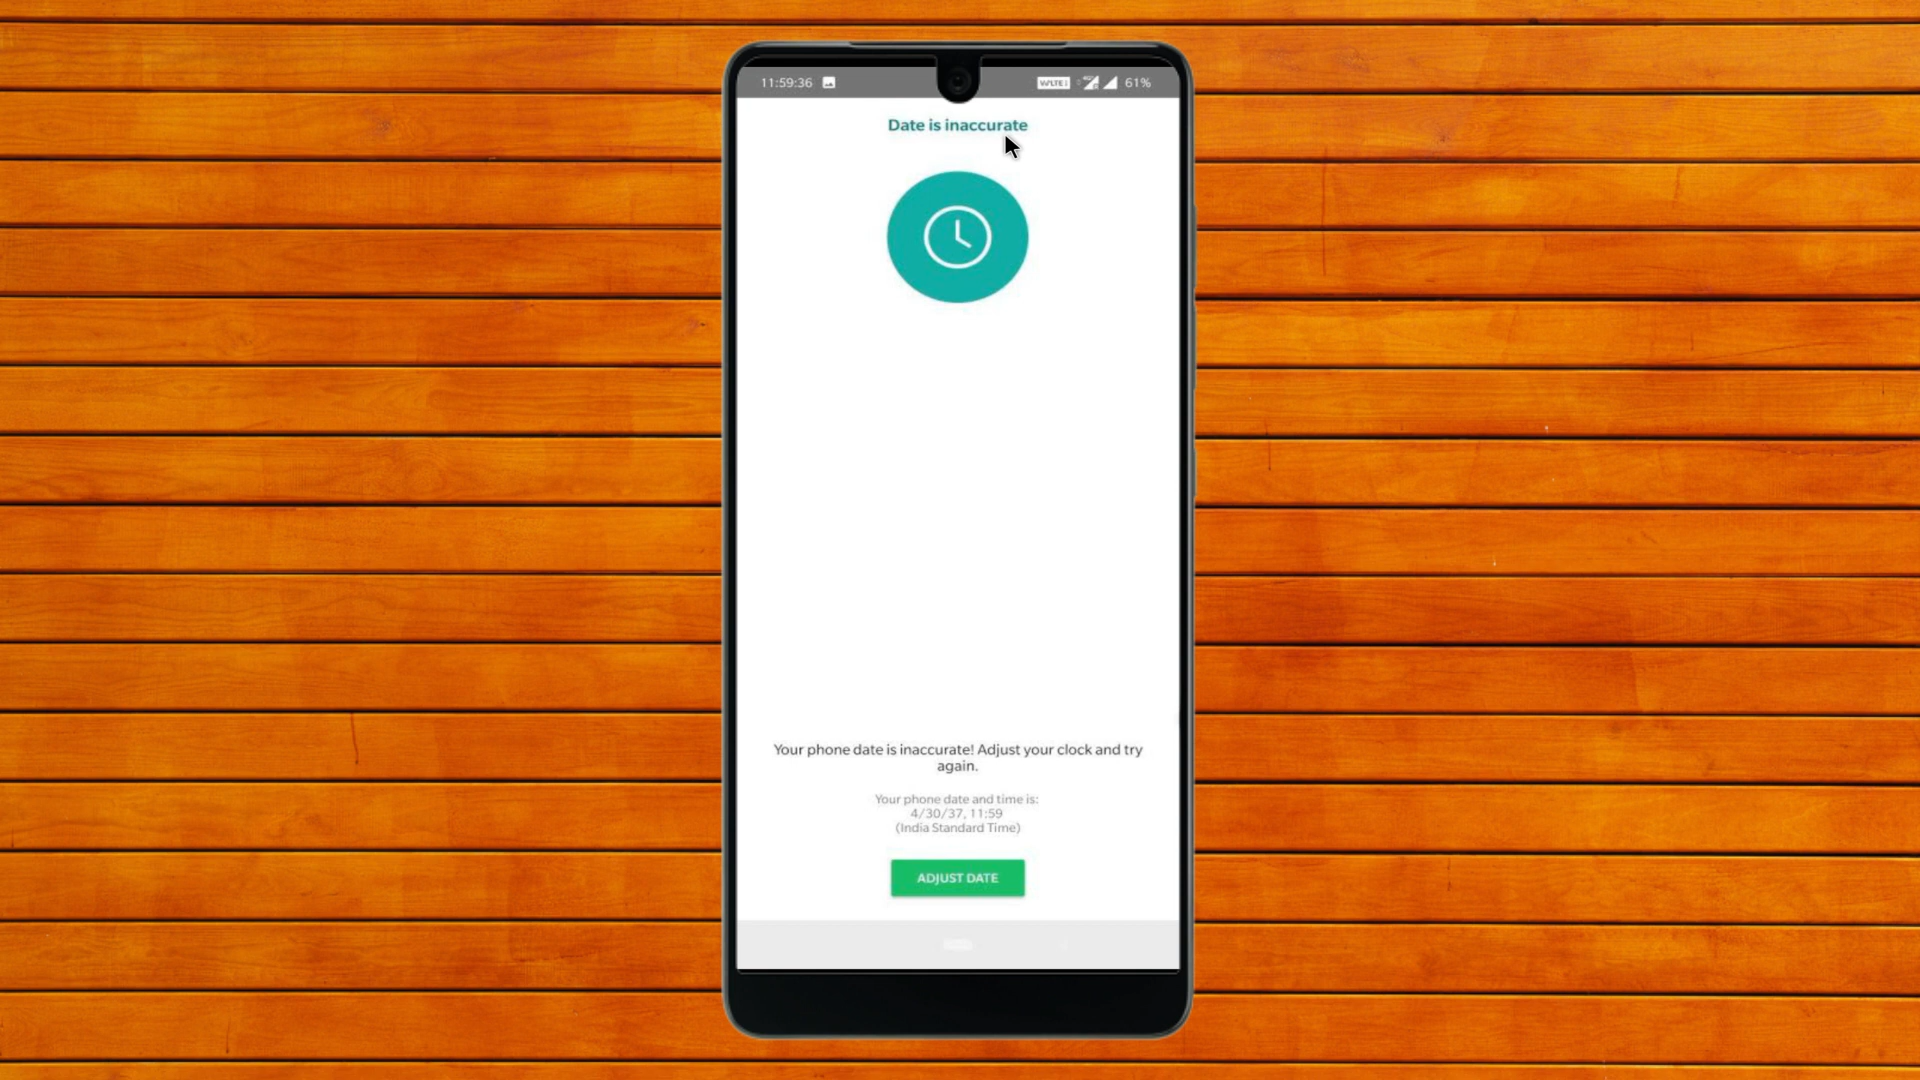 11:59:36 61%
Date is inaccurate
Your phone date is inaccurate! Adjust your clock and try
again.
Your phone date and time is:
4/30/37, 11:59
(India Standard Time)
ADJUST DATE